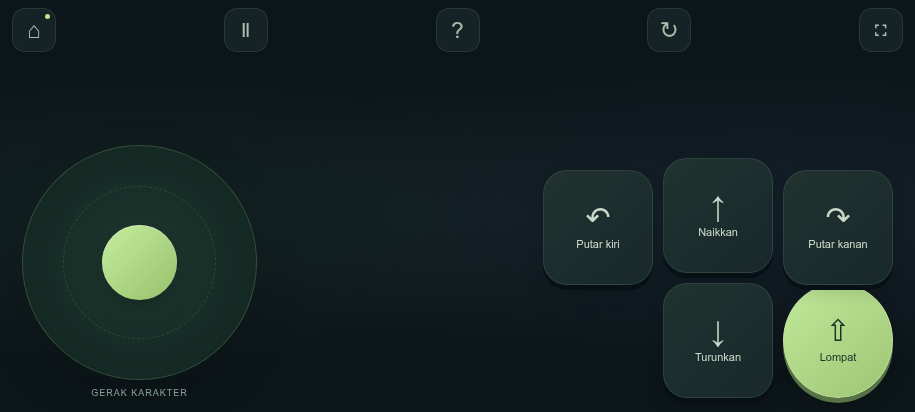 ?
Putar kiri
Naikkan
Putar kanan
Turunkan
Lompat
GERAK KARAKTER